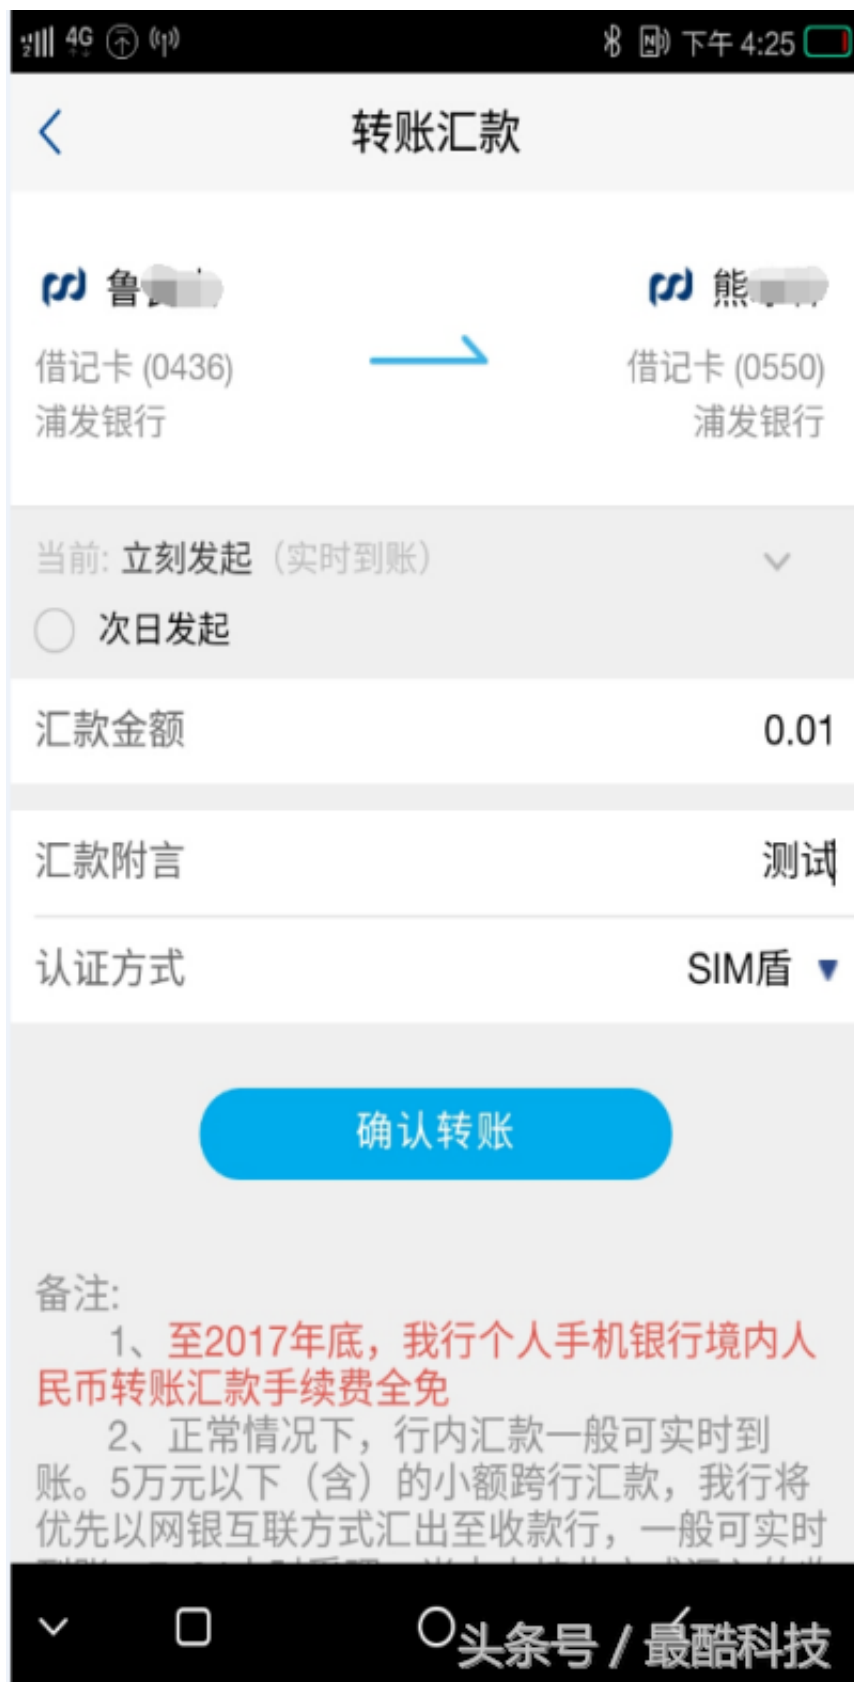 4G 下午 4:25
转账汇款
鲁 熊
借记卡 (0436) 借记卡 (0550)
浦发银行 浦发银行
当前: 立刻发起（实时到账）
次日发起
汇款金额 0.01
汇款附言 测试
认证方式 SIM盾
确认转账
备注:
1、至2017年底，我行个人手机银行境内人
民币转账汇款手续费全免
2、正常情况下，行内汇款一般可实时到
账。5万元以下（含）的小额跨行汇款，我行将
优先以网银互联方式汇出至收款行，一般可实时
头条号 / 最酷科技